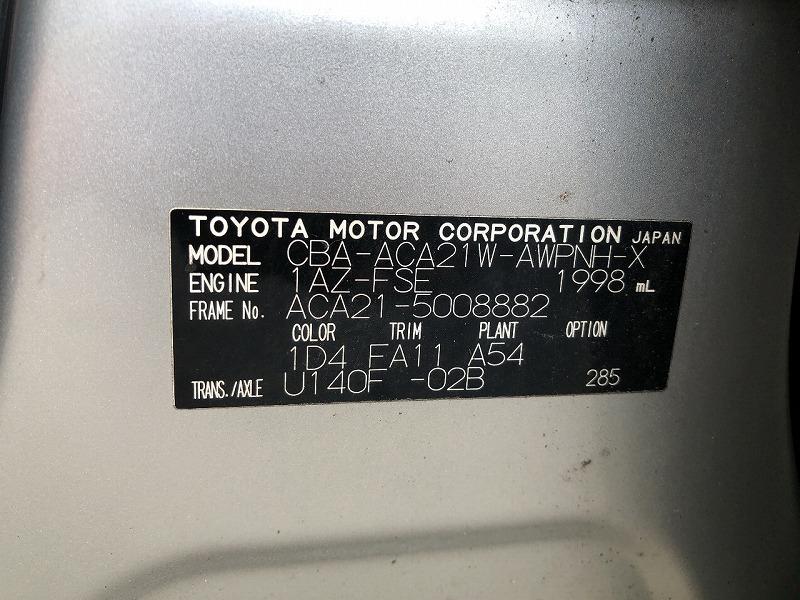 TOYOTA MOTOR CORPORATION JAPAN
MODEL CBA-ACA21W-AWPNH-X
ENGINE 1AZ-FSE 1998 mL
FRAME No. ACA21-5008882
COLOR TRIM PLANT OPTION
1D4 FA11 A54
TRANS./AXLE U140F -02B 285